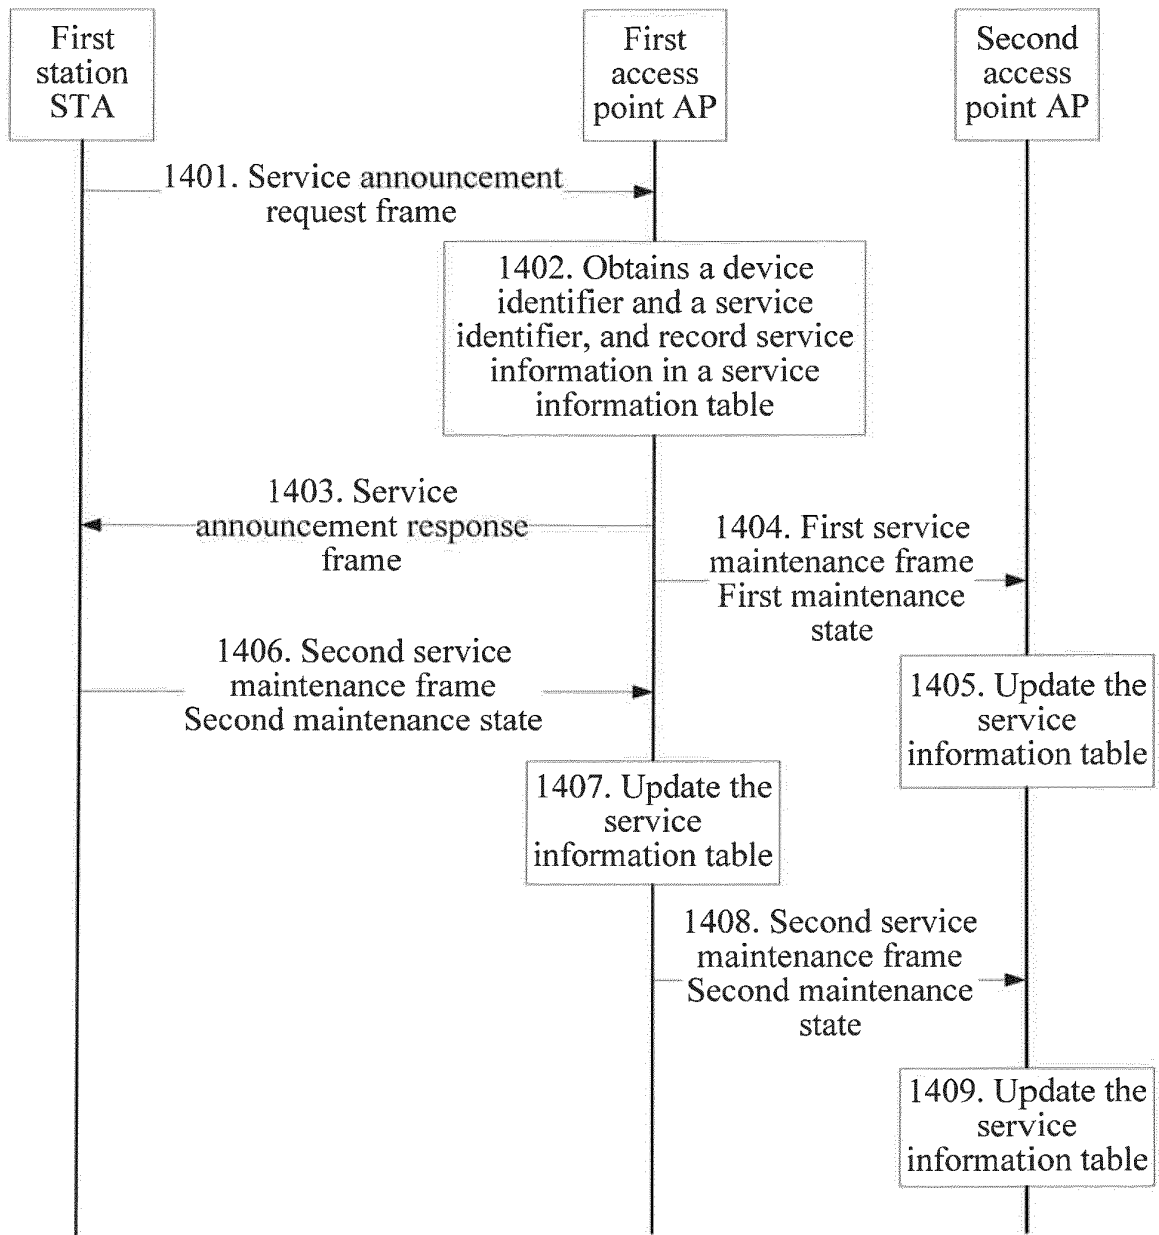 First
station
STA
First
access
point AP
Second
access
point AP
1401. Service announcement
request frame
1402. Obtains a device
identifier and a service
identifier, and record service
information in a service
information table
1403. Service
announcement response
frame
1404. First service
maintenance frame
First maintenance
state
1406. Second service
maintenance frame
Second maintenance state
1405. Update the
service
information table
1407. Update the
service
information table
1408. Second service
maintenance frame
Second maintenance
state
1409. Update the
service
information table